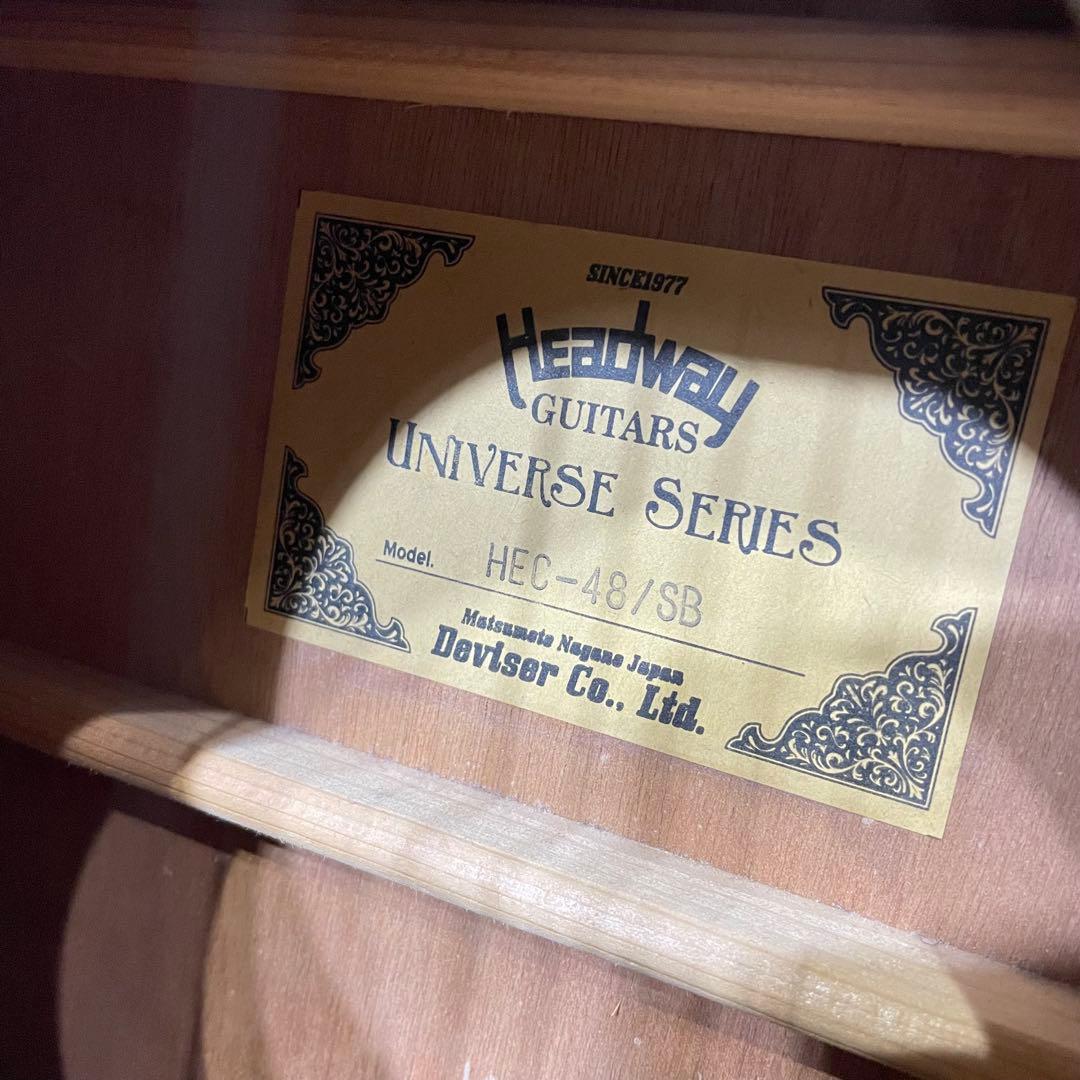 SINCE1977
Headway
GUITARS
UNIVERSE SERIES
Model. HEC-48/SB
Matsumoto Nagano Japan
Deviser Co., Ltd.